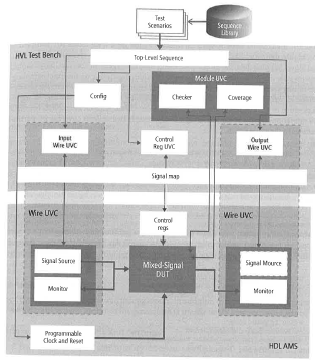 Test
Scenarios
Sequence
Library
HVL Test Bench
Top-Level Sequence
Module UVC
Config
Checker
Coverage
Input
Wire UVC
Control
Reg UVC
Output
Wire UVC
Signal map
Wire UVC
Control
regs
Wire UVC
Signal Source
Monitor
Mixed-Signal
DUT
Signal Mource
Monitor
Programmable
Clock and Reset
HDL AMS